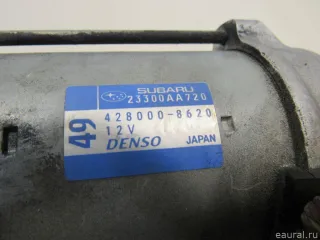 SUBARU
23300AA720
49
428000-8620
12V
DENSO JAPAN
© eaural.ru